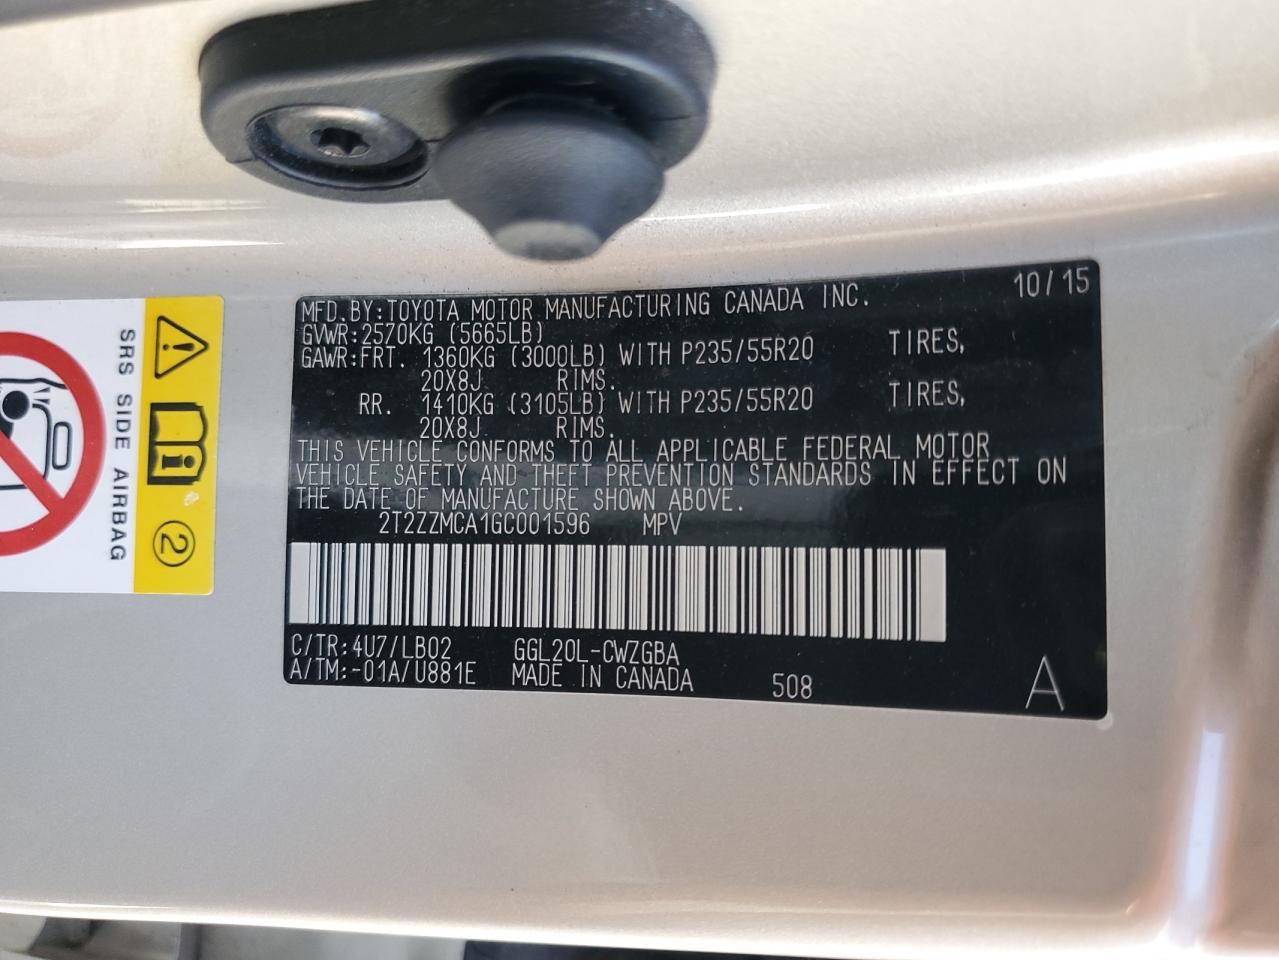 10/15
MFD.BY:TOYOTA MOTOR MANUFACTURING CANADA INC.
GVWR:2570KG (5665LB)
GAWR:FRT. 1360KG (3000LB) WITH P235/55R20 TIRES,
20X8J RIMS.
RR. 1410KG (3105LB) WITH P235/55R20 TIRES,
20X8J RIMS.
THIS VEHICLE CONFORMS TO ALL APPLICABLE FEDERAL MOTOR
VEHICLE SAFETY AND THEFT PREVENTION STANDARDS IN EFFECT ON
THE DATE OF MANUFACTURE SHOWN ABOVE.
2T2ZZMCA1GC001596 MPV
C/TR:4U7/LB02 GGL20L-CWZGBA
A/TM:-01A/U881E MADE IN CANADA 508
A
SRS SIDE AIRBAG
2